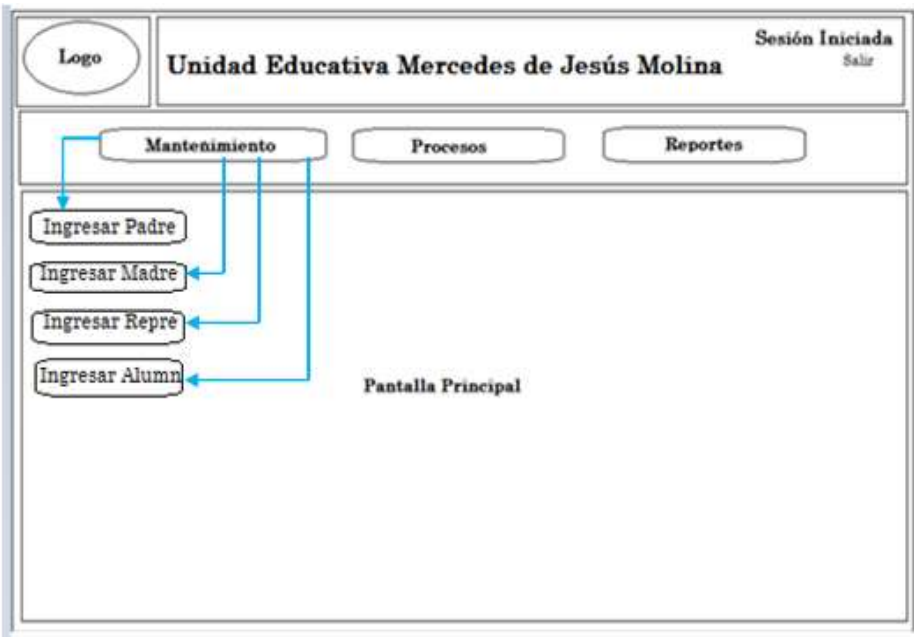 Logo
Unidad Educativa Mercedes de Jesús Molina
Sesión Iniciada
Salir
Mantenimiento
Procesos
Reportes
Ingresar Padre
Ingresar Madre
Ingresar Repre
Ingresar Alumn
Pantalla Principal